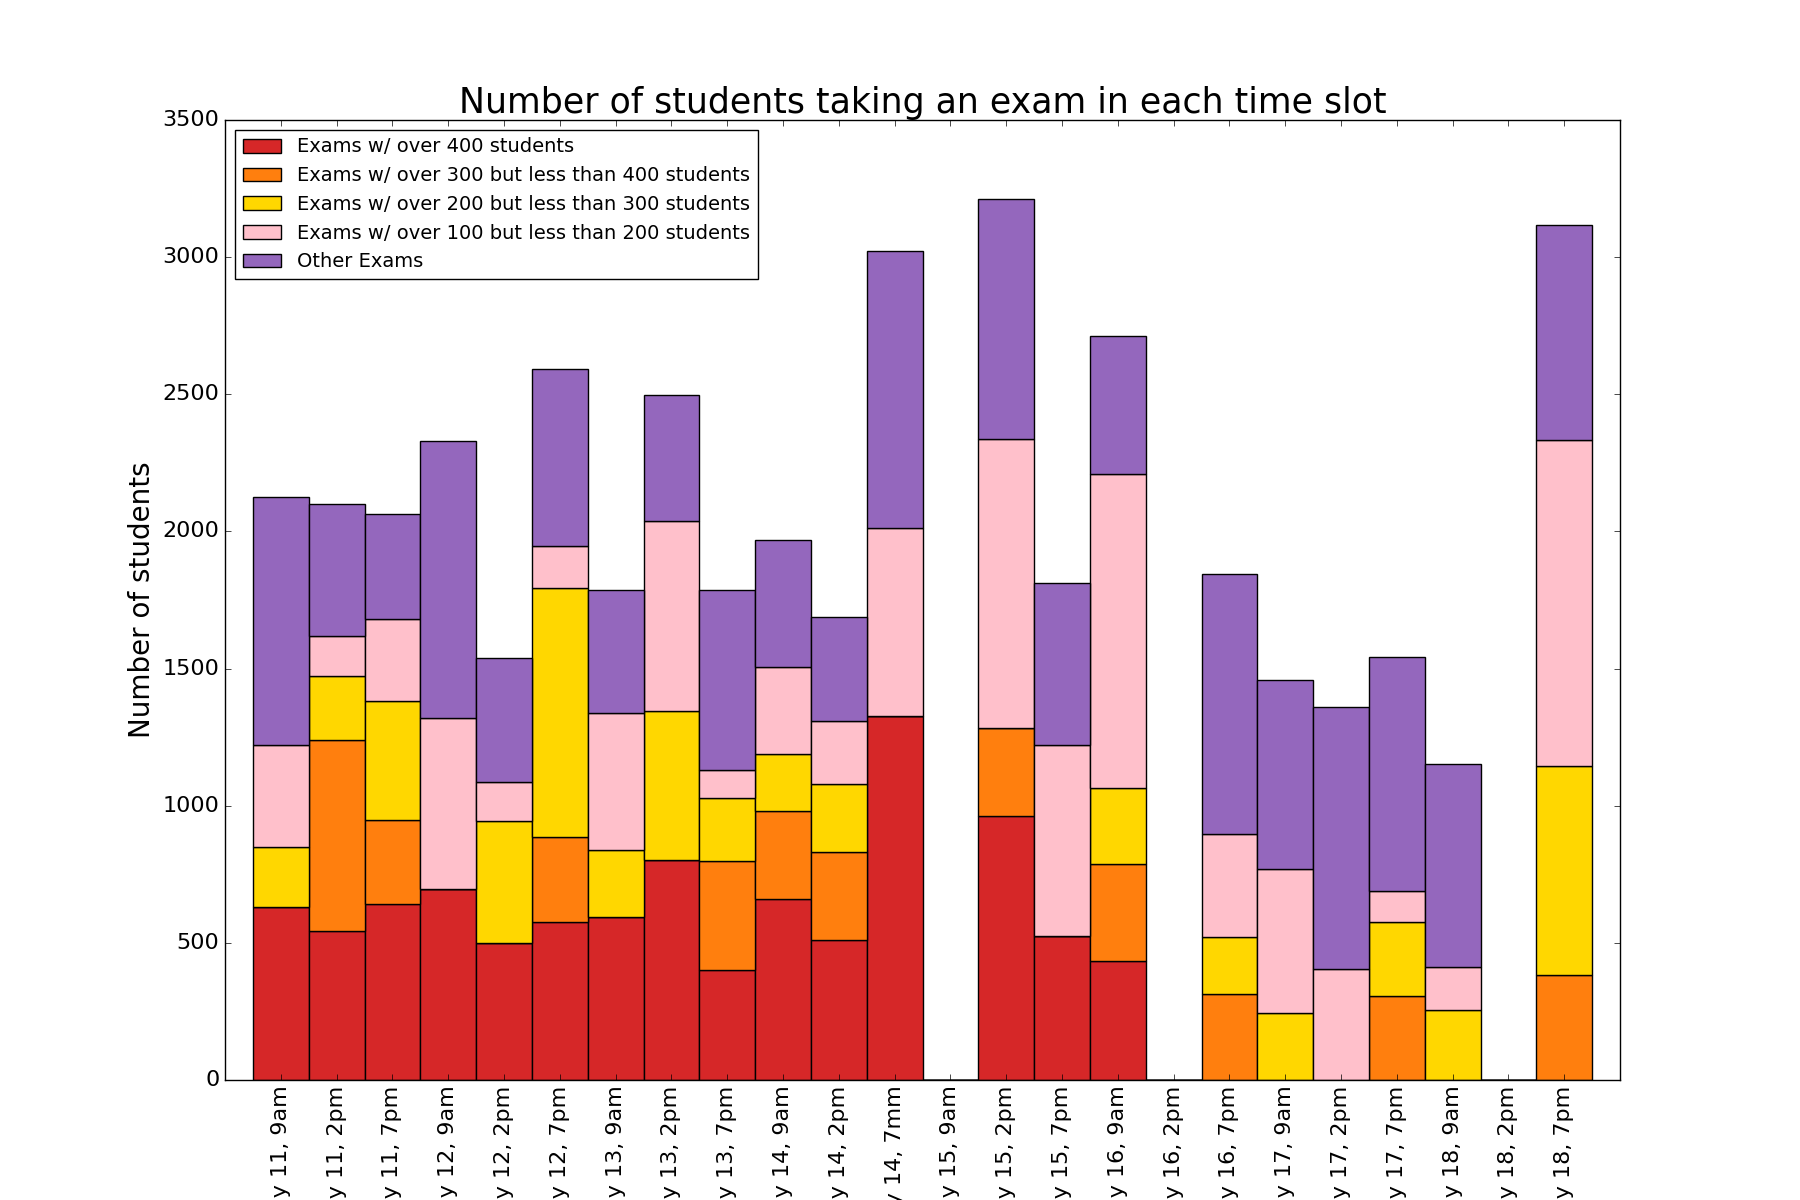 Number of students taking an exam in each time slot
3500
3000
2500
2000
1500
1000
500
0
Number of students
Exams w/ over 400 students
Exams w/ over 300 but less than 400 students
Exams w/ over 200 but less than 300 students
Exams w/ over 100 but less than 200 students
Other Exams
y 11, 9am
y 11, 2pm
y 11, 7pm
y 12, 9am
y 12, 2pm
y 12, 7pm
y 13, 9am
y 13, 2pm
y 13, 7pm
y 14, 9am
y 14, 2pm
y 14, 7mm
y 15, 9am
y 15, 2pm
y 15, 7pm
y 16, 9am
y 16, 2pm
y 16, 7pm
y 17, 9am
y 17, 2pm
y 17, 7pm
y 18, 9am
y 18, 2pm
y 18, 7pm